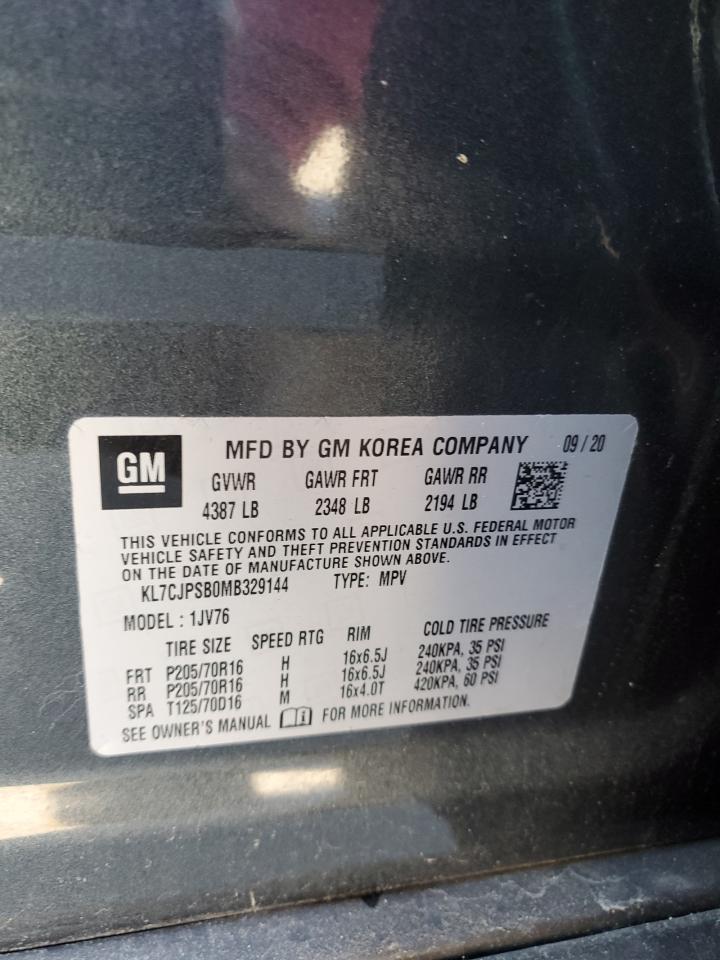 GM
MFD BY GM KOREA COMPANY 09 / 20
GVWR GAWR FRT GAWR RR
4387 LB 2348 LB 2194 LB
THIS VEHICLE CONFORMS TO ALL APPLICABLE U.S. FEDERAL MOTOR
VEHICLE SAFETY AND THEFT PREVENTION STANDARDS IN EFFECT
ON THE DATE OF MANUFACTURE SHOWN ABOVE.
KL7CJPSB0MB329144 TYPE: MPV
MODEL : 1JV76
TIRE SIZE SPEED RTG RIM COLD TIRE PRESSURE
FRT P205/70R16 H 16x6.5J 240KPA, 35 PSI
RR P205/70R16 H 16x6.5J 240KPA, 35 PSI
SPA T125/70D16 M 16x4.0T 420KPA, 60 PSI
SEE OWNER'S MANUAL FOR MORE INFORMATION.